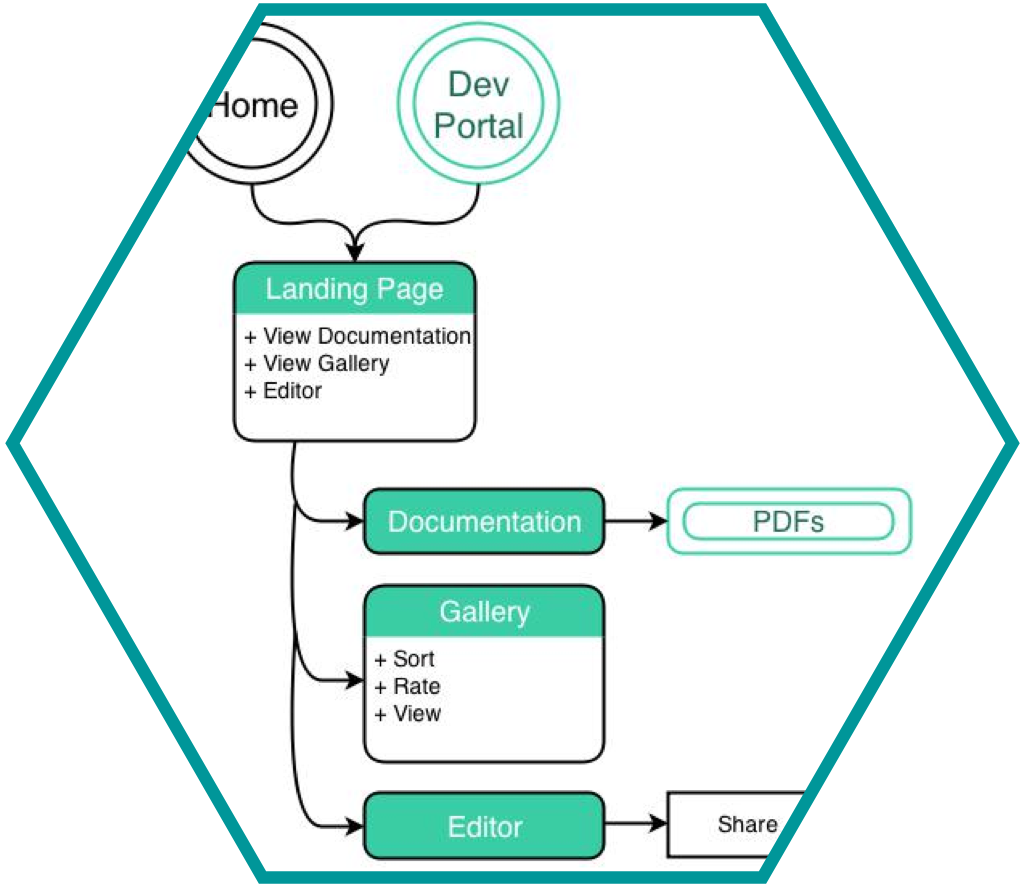 Home
Dev
Portal
Landing Page
+ View Documentation
+ View Gallery
+ Editor
Documentation
PDFs
Gallery
+ Sort
+ Rate
+ View
Editor
Share